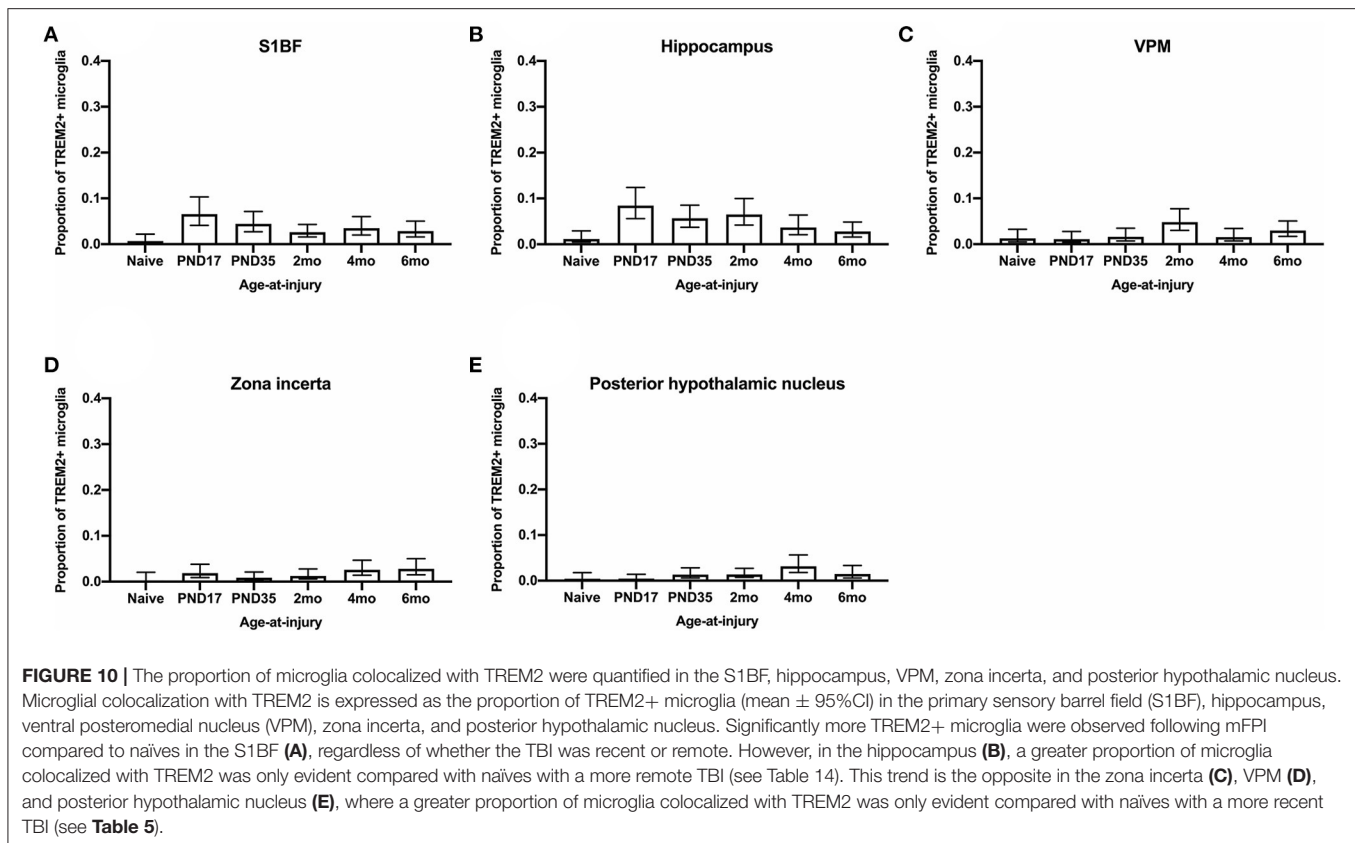 A
S1BF
Proportion of TREM2+ microglia
0.4
0.3
0.2
0.1
0.0
Naive PND17 PND35 2mo 4mo 6mo
Age-at-injury
B
Hippocampus
Proportion of TREM2+ microglia
0.4
0.3
0.2
0.1
0.0
Naive PND17 PND35 2mo 4mo 6mo
Age-at-injury
C
VPM
Proportion of TREM2+ microglia
0.4
0.3
0.2
0.1
0.0
Naive PND17 PND35 2mo 4mo 6mo
Age-at-injury
D
Zona incerta
Proportion of TREM2+ microglia
0.4
0.3
0.2
0.1
0.0
Naive PND17 PND35 2mo 4mo 6mo
Age-at-injury
E
Posterior hypothalamic nucleus
Proportion of TREM2+ microglia
0.4
0.3
0.2
0.1
0.0
Naive PND17 PND35 2mo 4mo 6mo
Age-at-injury
FIGURE 10 | The proportion of microglia colocalized with TREM2 were quantified in the S1BF, hippocampus, VPM, zona incerta, and posterior hypothalamic nucleus.
Microglial colocalization with TREM2 is expressed as the proportion of TREM2+ microglia (mean ± 95%CI) in the primary sensory barrel field (S1BF), hippocampus,
ventral posteromedial nucleus (VPM), zona incerta, and posterior hypothalamic nucleus. Significantly more TREM2+ microglia were observed following mFPI
compared to naïves in the S1BF (A), regardless of whether the TBI was recent or remote. However, in the hippocampus (B), a greater proportion of microglia
colocalized with TREM2 was only evident compared with naïves with a more remote TBI (see Table 14). This trend is the opposite in the zona incerta (C), VPM (D),
and posterior hypothalamic nucleus (E), where a greater proportion of microglia colocalized with TREM2 was only evident compared with naïves with a more recent
TBI (see Table 5).